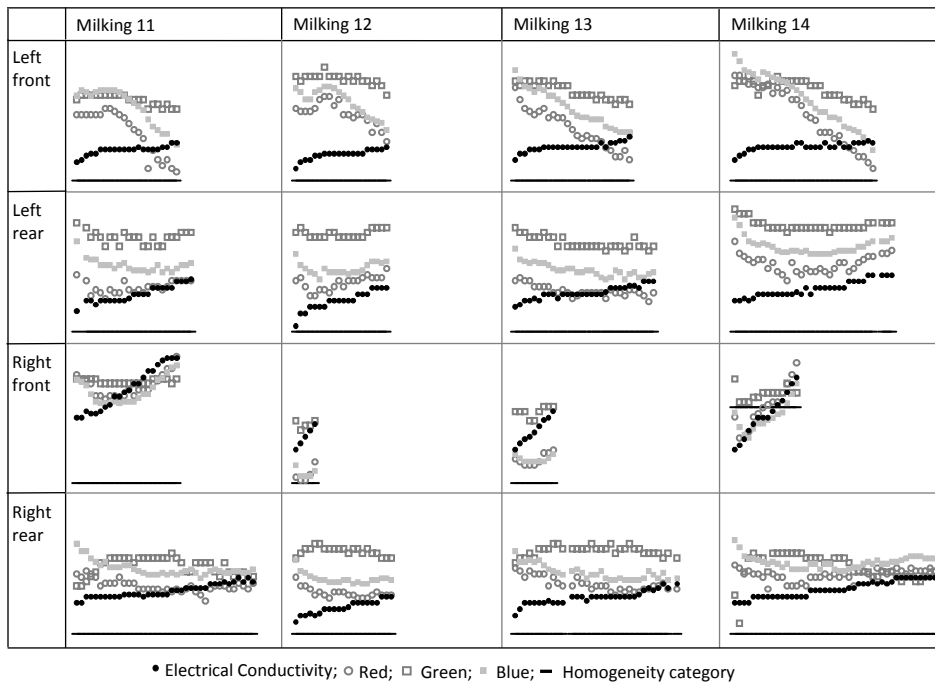 Milking 11 Milking 12 Milking 13 Milking 14
Left
front
Left
rear
Right
front
Right
rear
Electrical Conductivity; Red; Green; Blue; Homogeneity category